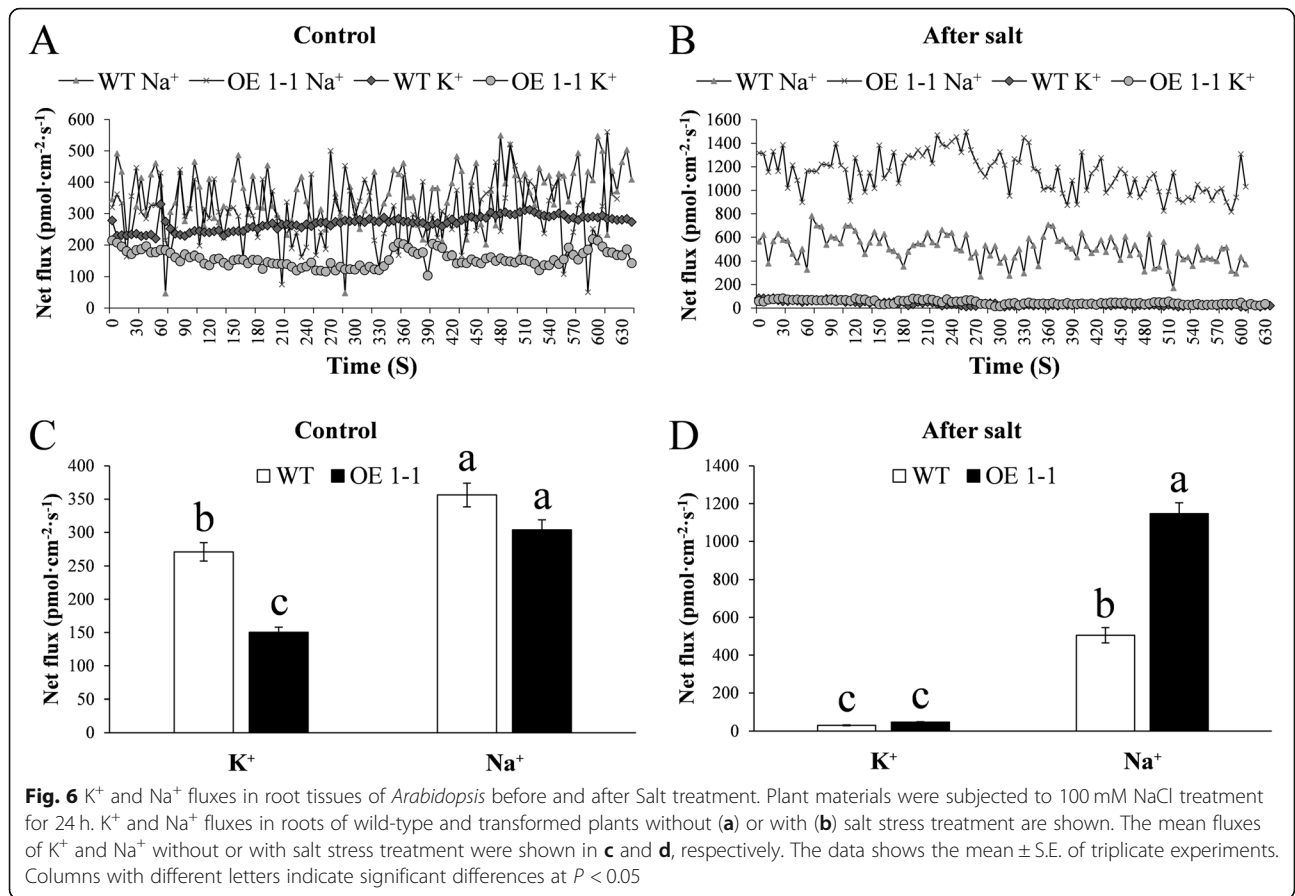 A
Control
WT Na⁺ OE 1-1 Na⁺ WT K⁺ OE 1-1 K⁺
Net flux (pmol·cm⁻²·s⁻¹)
600
500
400
300
200
100
0
0 30 60 90 120 150 180 210 240 270 300 330 360 390 420 450 480 510 540 570 600 630
Time (S)
B
After salt
WT Na⁺ OE 1-1 Na⁺ WT K⁺ OE 1-1 K⁺
Net flux (pmol·cm⁻²·s⁻¹)
1600
1400
1200
1000
800
600
400
200
0
0 30 60 90 120 150 180 210 240 270 300 330 360 390 420 450 480 510 540 570 600 630
Time (S)
C
Control
WT OE 1-1
Net flux (pmol·cm⁻²·s⁻¹)
400
350
300
250
200
150
100
50
0
b
c
a
a
K⁺ Na⁺
D
After salt
WT OE 1-1
Net flux (pmol·cm⁻²·s⁻¹)
1400
1200
1000
800
600
400
200
0
c
c
b
a
K⁺ Na⁺
Fig. 6 K⁺ and Na⁺ fluxes in root tissues of Arabidopsis before and after Salt treatment. Plant materials were subjected to 100 mM NaCl treatment
for 24 h. K⁺ and Na⁺ fluxes in roots of wild-type and transformed plants without (a) or with (b) salt stress treatment are shown. The mean fluxes
of K⁺ and Na⁺ without or with salt stress treatment were shown in c and d, respectively. The data shows the mean ± S.E. of triplicate experiments.
Columns with different letters indicate significant differences at P < 0.05